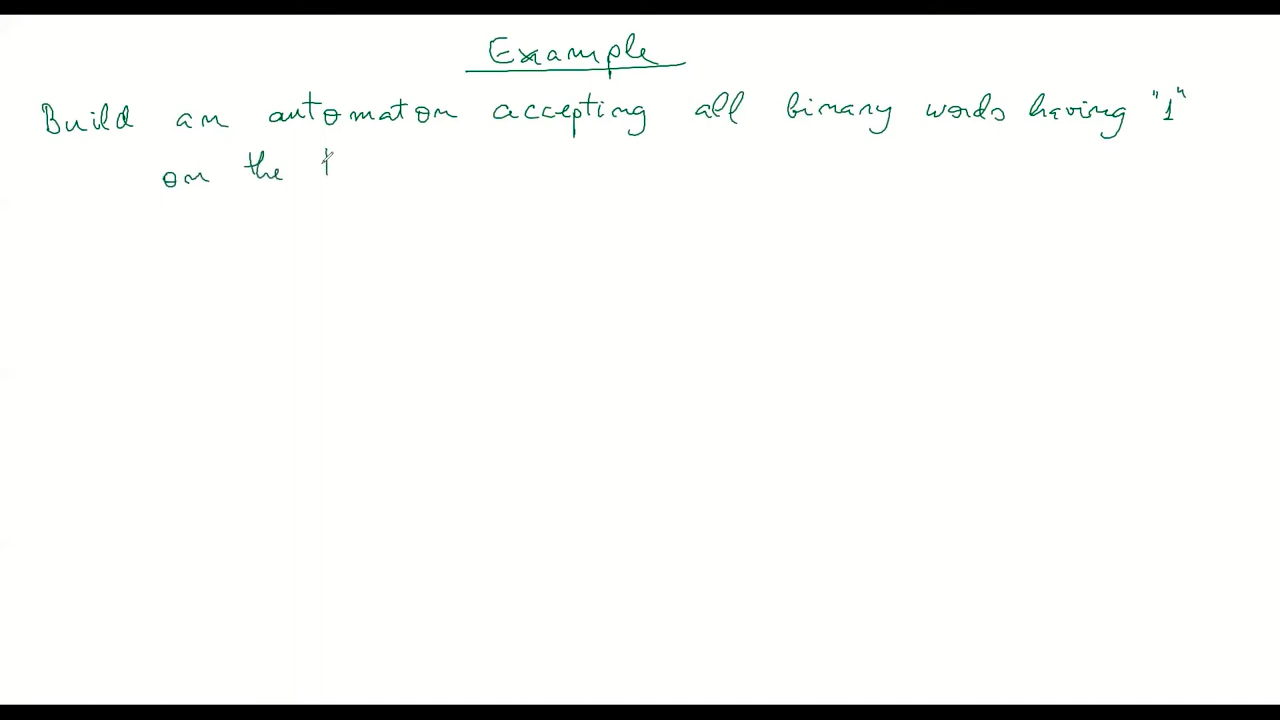 Example
Build an automaton accepting all binary words having "1"
on the